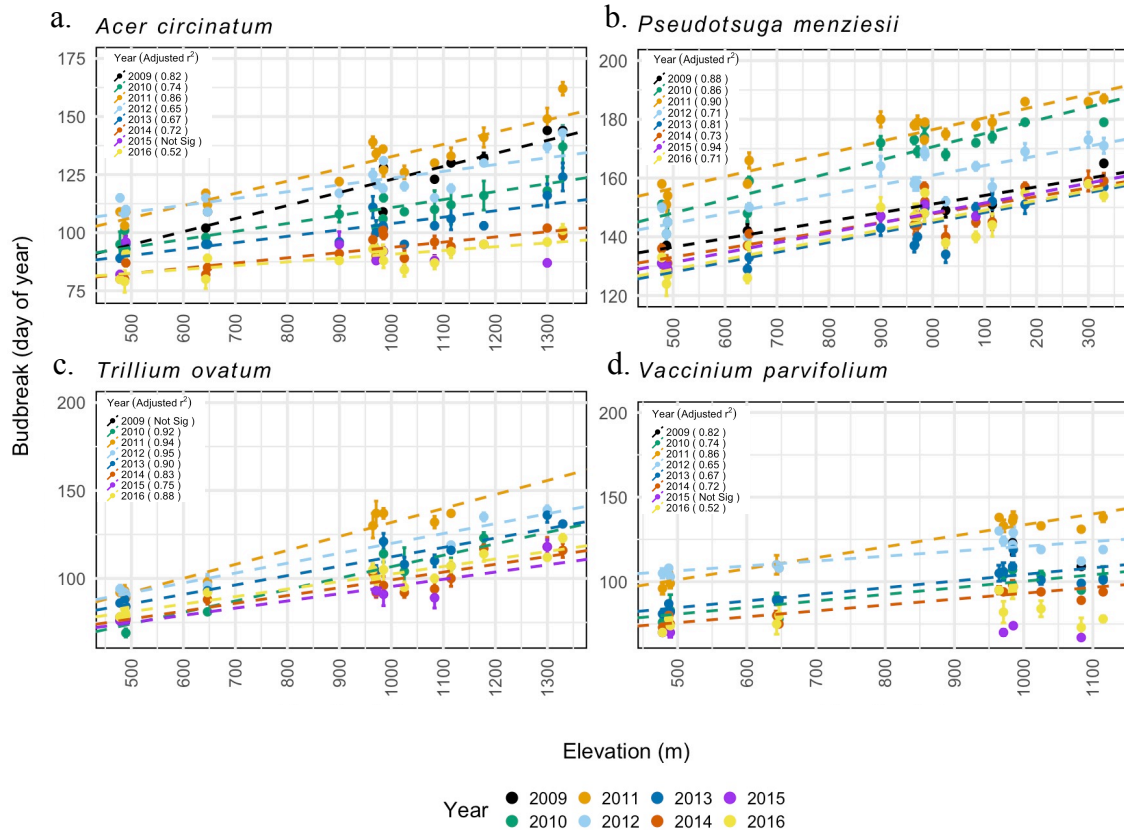 a. Acer circinatum
175
150
125
100
75
Year (Adjusted r²)
2009 ( 0.82 )
2010 ( 0.74 )
2011 ( 0.86 )
2012 ( 0.65 )
2013 ( 0.67 )
2014 ( 0.72 )
2015 ( Not Sig )
2016 ( 0.52 )
500 600 700 800 900 1000 1100 1200 1300
b. Pseudotsuga menziesii
200
180
160
140
120
Year (Adjusted r²)
2009 ( 0.88 )
2010 ( 0.86 )
2011 ( 0.90 )
2012 ( 0.71 )
2013 ( 0.81 )
2014 ( 0.73 )
2015 ( 0.94 )
2016 ( 0.71 )
500 600 700 800 900 000 100 200 300
c. Trillium ovatum
200
150
100
Year (Adjusted r²)
2009 ( Not Sig )
2010 ( 0.92 )
2011 ( 0.94 )
2012 ( 0.95 )
2013 ( 0.90 )
2014 ( 0.83 )
2015 ( 0.75 )
2016 ( 0.88 )
500 600 700 800 900 1000 1100 1200 1300
d. Vaccinium parvifolium
200
150
100
Year (Adjusted r²)
2009 ( 0.82 )
2010 ( 0.74 )
2011 ( 0.86 )
2012 ( 0.65 )
2013 ( 0.67 )
2014 ( 0.72 )
2015 ( Not Sig )
2016 ( 0.52 )
500 600 700 800 900 1000 1100
Budbreak (day of year)
Elevation (m)
Year
2009 2011 2013 2015
2010 2012 2014 2016